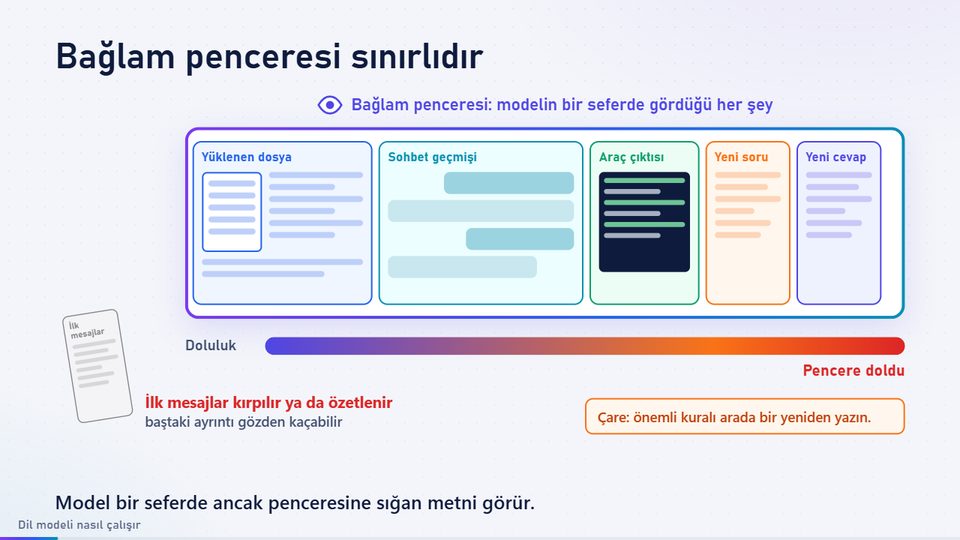 Bağlam penceresi sınırlıdır
Bağlam penceresi: modelin bir seferde gördüğü her şey
Yüklenen dosya
Sohbet geçmişi
Araç çıktısı
Yeni soru
Yeni cevap
İlk
mesajlar
Doluluk
Pencere doldu
İlk mesajlar kırpılır ya da özetlenir
baştaki ayrıntı gözden kaçabilir
Çare: önemli kuralı arada bir yeniden yazın.
Model bir seferde ancak penceresine sığan metni görür.
Dil modeli nasıl çalışır